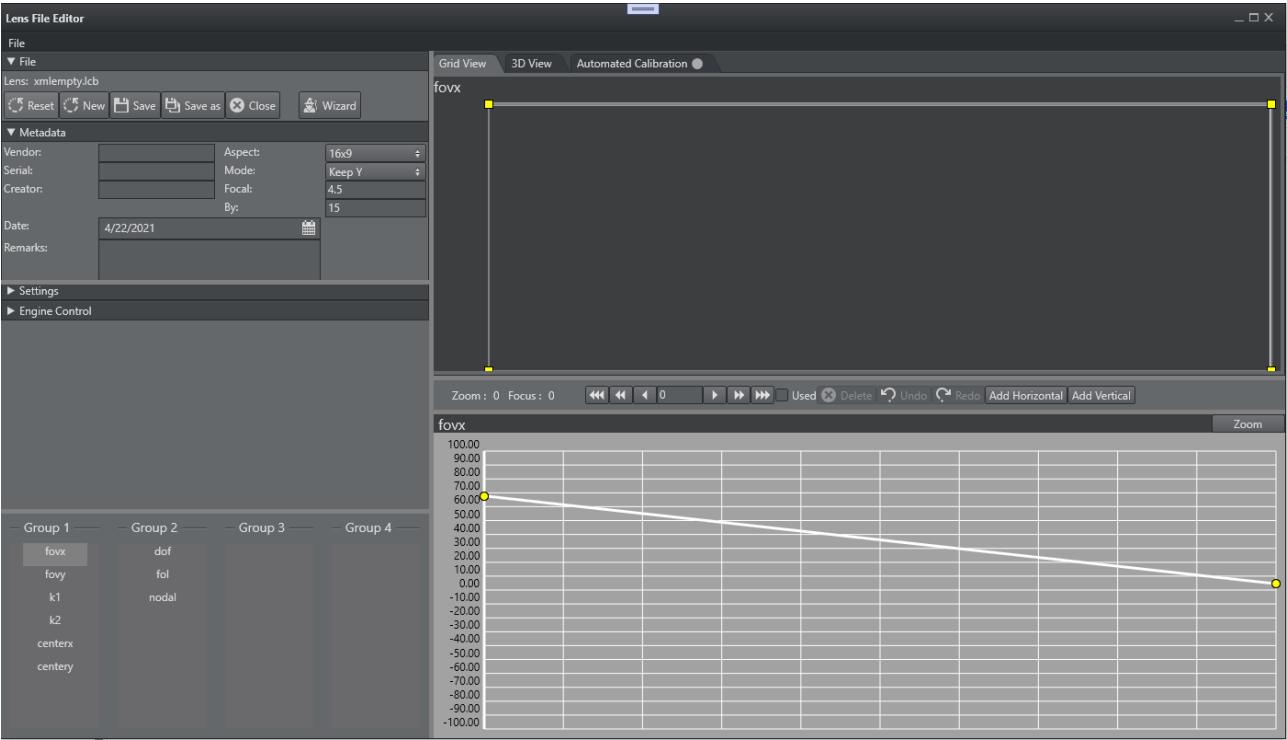 Lens File Editor
File
File
Lens: xmlempty.lcb
Reset New Save Save as Close Wizard
Metadata
Vendor: Aspect: 16x9
Serial: Mode: Keep Y
Creator: Focal: 4.5
By: 15
Date: 4/22/2021
Remarks:
Settings
Engine Control
Group 1 Group 2 Group 3 Group 4
fovx dof
fovy fol
k1 nodal
k2
centerx
centery
Grid View 3D View Automated Calibration
fovx
Zoom: 0 Focus: 0 0 Used Delete Undo Redo Add Horizontal Add Vertical
fovx Zoom
100.00
90.00
80.00
70.00
60.00
50.00
40.00
30.00
20.00
10.00
0.00
-10.00
-20.00
-30.00
-40.00
-50.00
-60.00
-70.00
-80.00
-90.00
-100.00